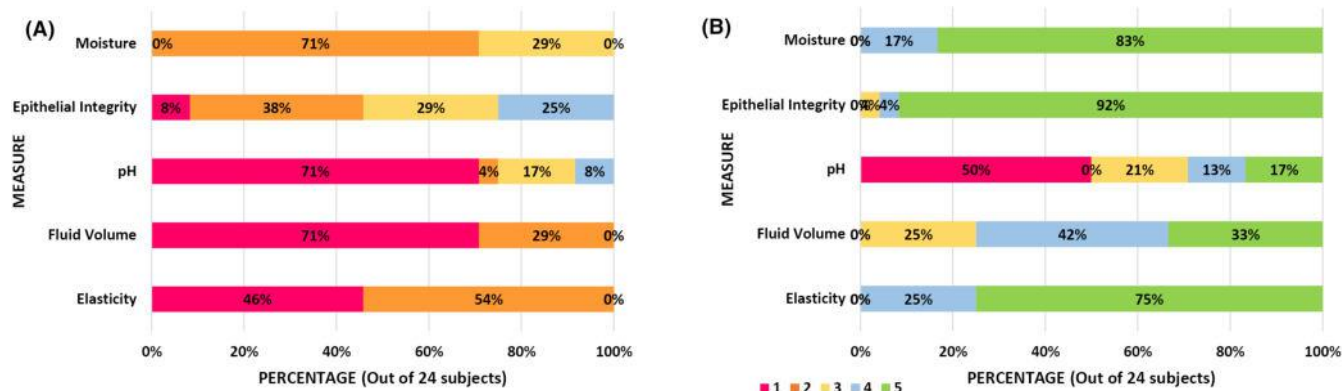 (A)
MEASURE
Moisture 0% 71% 29% 0%
Epithelial Integrity 8% 38% 29% 25%
pH 71% 4% 17% 8%
Fluid Volume 71% 29% 0%
Elasticity 46% 54% 0%
0% 20% 40% 60% 80% 100%
PERCENTAGE (Out of 24 subjects)
(B)
MEASURE
Moisture 0% 17% 83%
Epithelial Integrity 0% 4% 4% 92%
pH 50% 0% 21% 13% 17%
Fluid Volume 0% 25% 42% 33%
Elasticity 0% 25% 75%
0% 20% 40% 60% 80% 100%
PERCENTAGE (Out of 24 subjects)
1 2 3 4 5